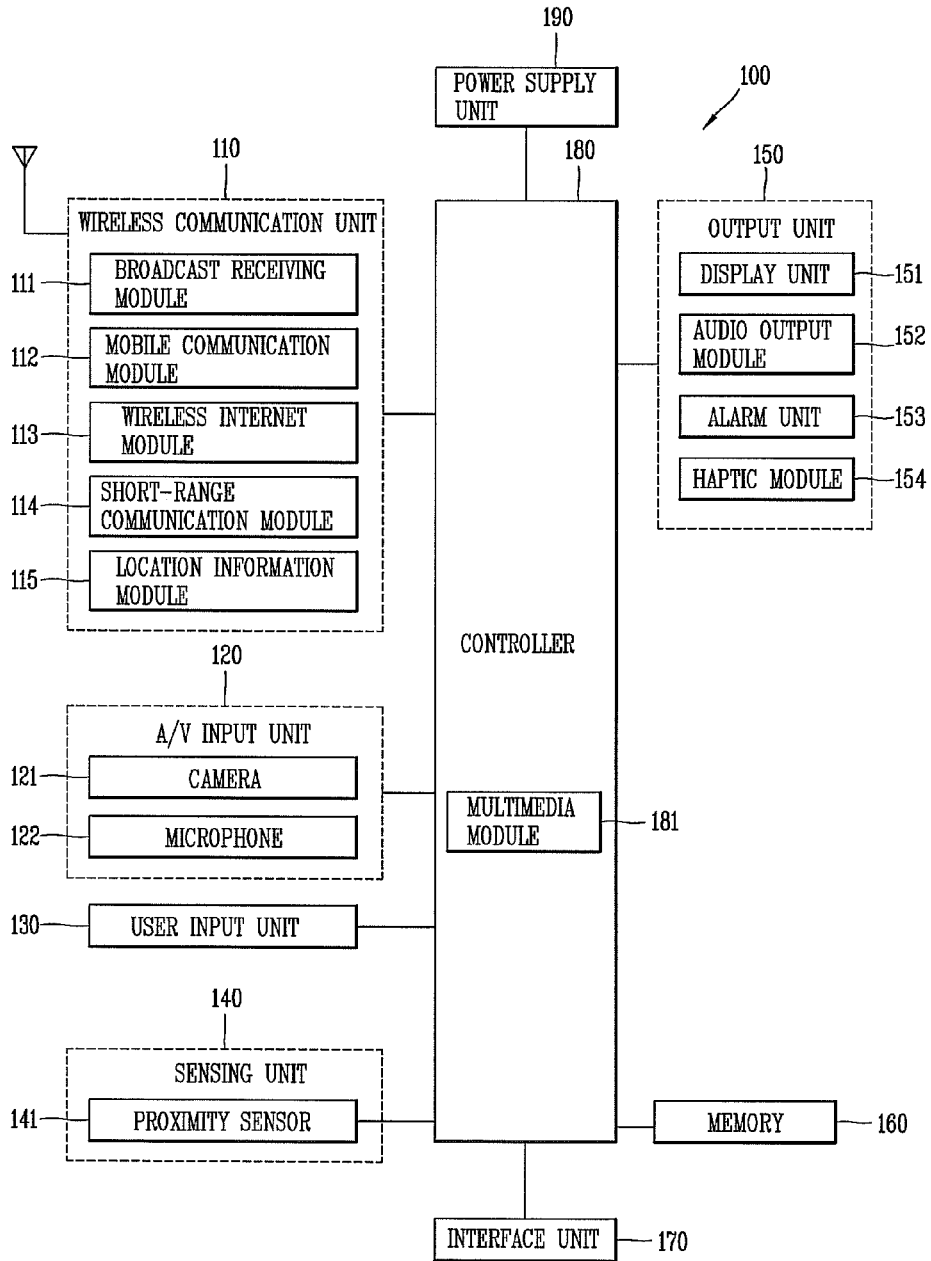 190
POWER SUPPLY
UNIT
100
110
180
150
WIRELESS COMMUNICATION UNIT
111
BROADCAST RECEIVING
MODULE
112
MOBILE COMMUNICATION
MODULE
113
WIRELESS INTERNET
MODULE
114
SHORT-RANGE
COMMUNICATION MODULE
115
LOCATION INFORMATION
MODULE
OUTPUT UNIT
DISPLAY UNIT
151
AUDIO OUTPUT
MODULE
152
ALARM UNIT
153
HAPTIC MODULE
154
CONTROLLER
120
A/V INPUT UNIT
121
CAMERA
122
MICROPHONE
MULTIMEDIA
MODULE
181
130
USER INPUT UNIT
140
SENSING UNIT
141
PROXIMITY SENSOR
MEMORY
160
INTERFACE UNIT
170